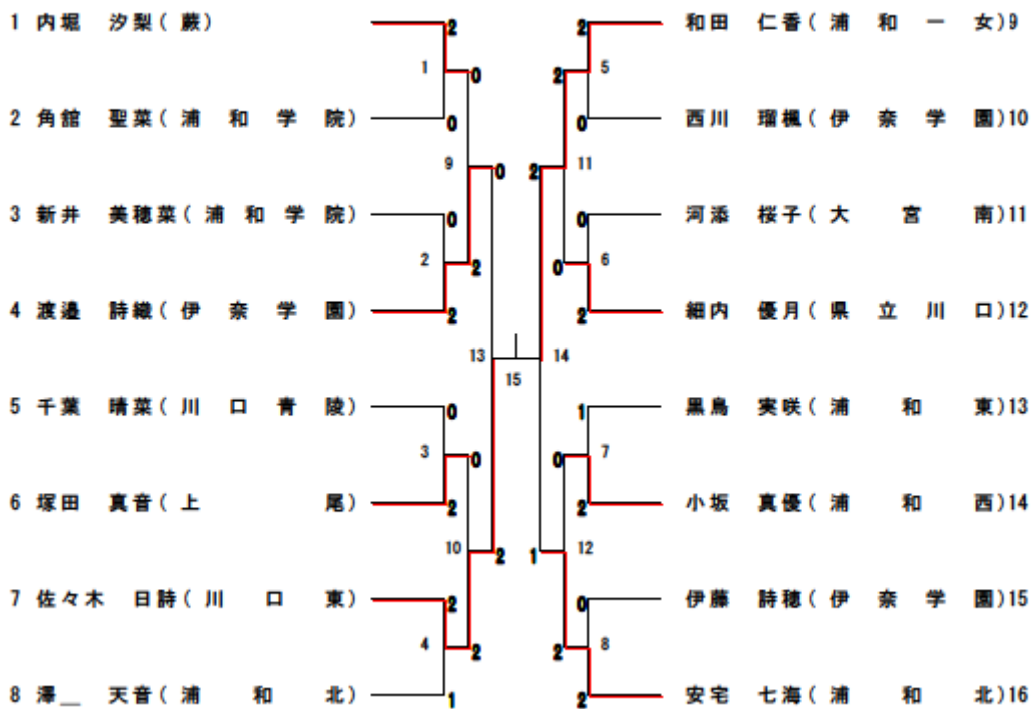 1 内堀 汐梨(蕨)
2 和田 仁香(浦和一女)9
2
1
5
0
2
2 角舘 聖菜(浦和学院)
0
0
西川 瑠楓(伊奈学園)10
9
0
2
11
3 新井 美穂菜(浦和学院)
0
0
河添 桜子(大宮南)11
2
2
0
6
4 渡邉 詩織(伊奈学園)
2
2
細内 優月(県立川口)12
13
14
15
5 千葉 晴菜(川口青陵)
0
1
黒鳥 実咲(浦和東)13
3
0
0
7
6 塚田 真音(上尾)
2
2
小坂 真優(浦和西)14
10
2
1
12
7 佐々木 日詩(川口東)
2
0
伊藤 詩穂(伊奈学園)15
4
2
2
8
8 澤__ 天音(浦和北)
1
2
安宅 七海(浦和北)16